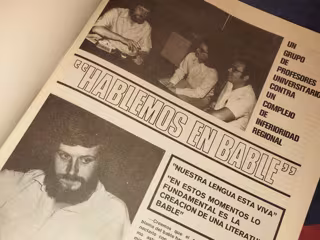 UN
GRUPO
DE
PROFESORES
UNIVERSITARIOS
CONTRA
UN
COMPLEJO
DE
INFERIORIDAD
REGIONAL
"HABLEMOS EN BABLE"
"NUESTRA LENGUA ESTA VIVA"
"EN ESTOS MOMENTOS LO
FUNDAMENTAL ES LA
CREACION DE UNA LITERATURA
BABLE"